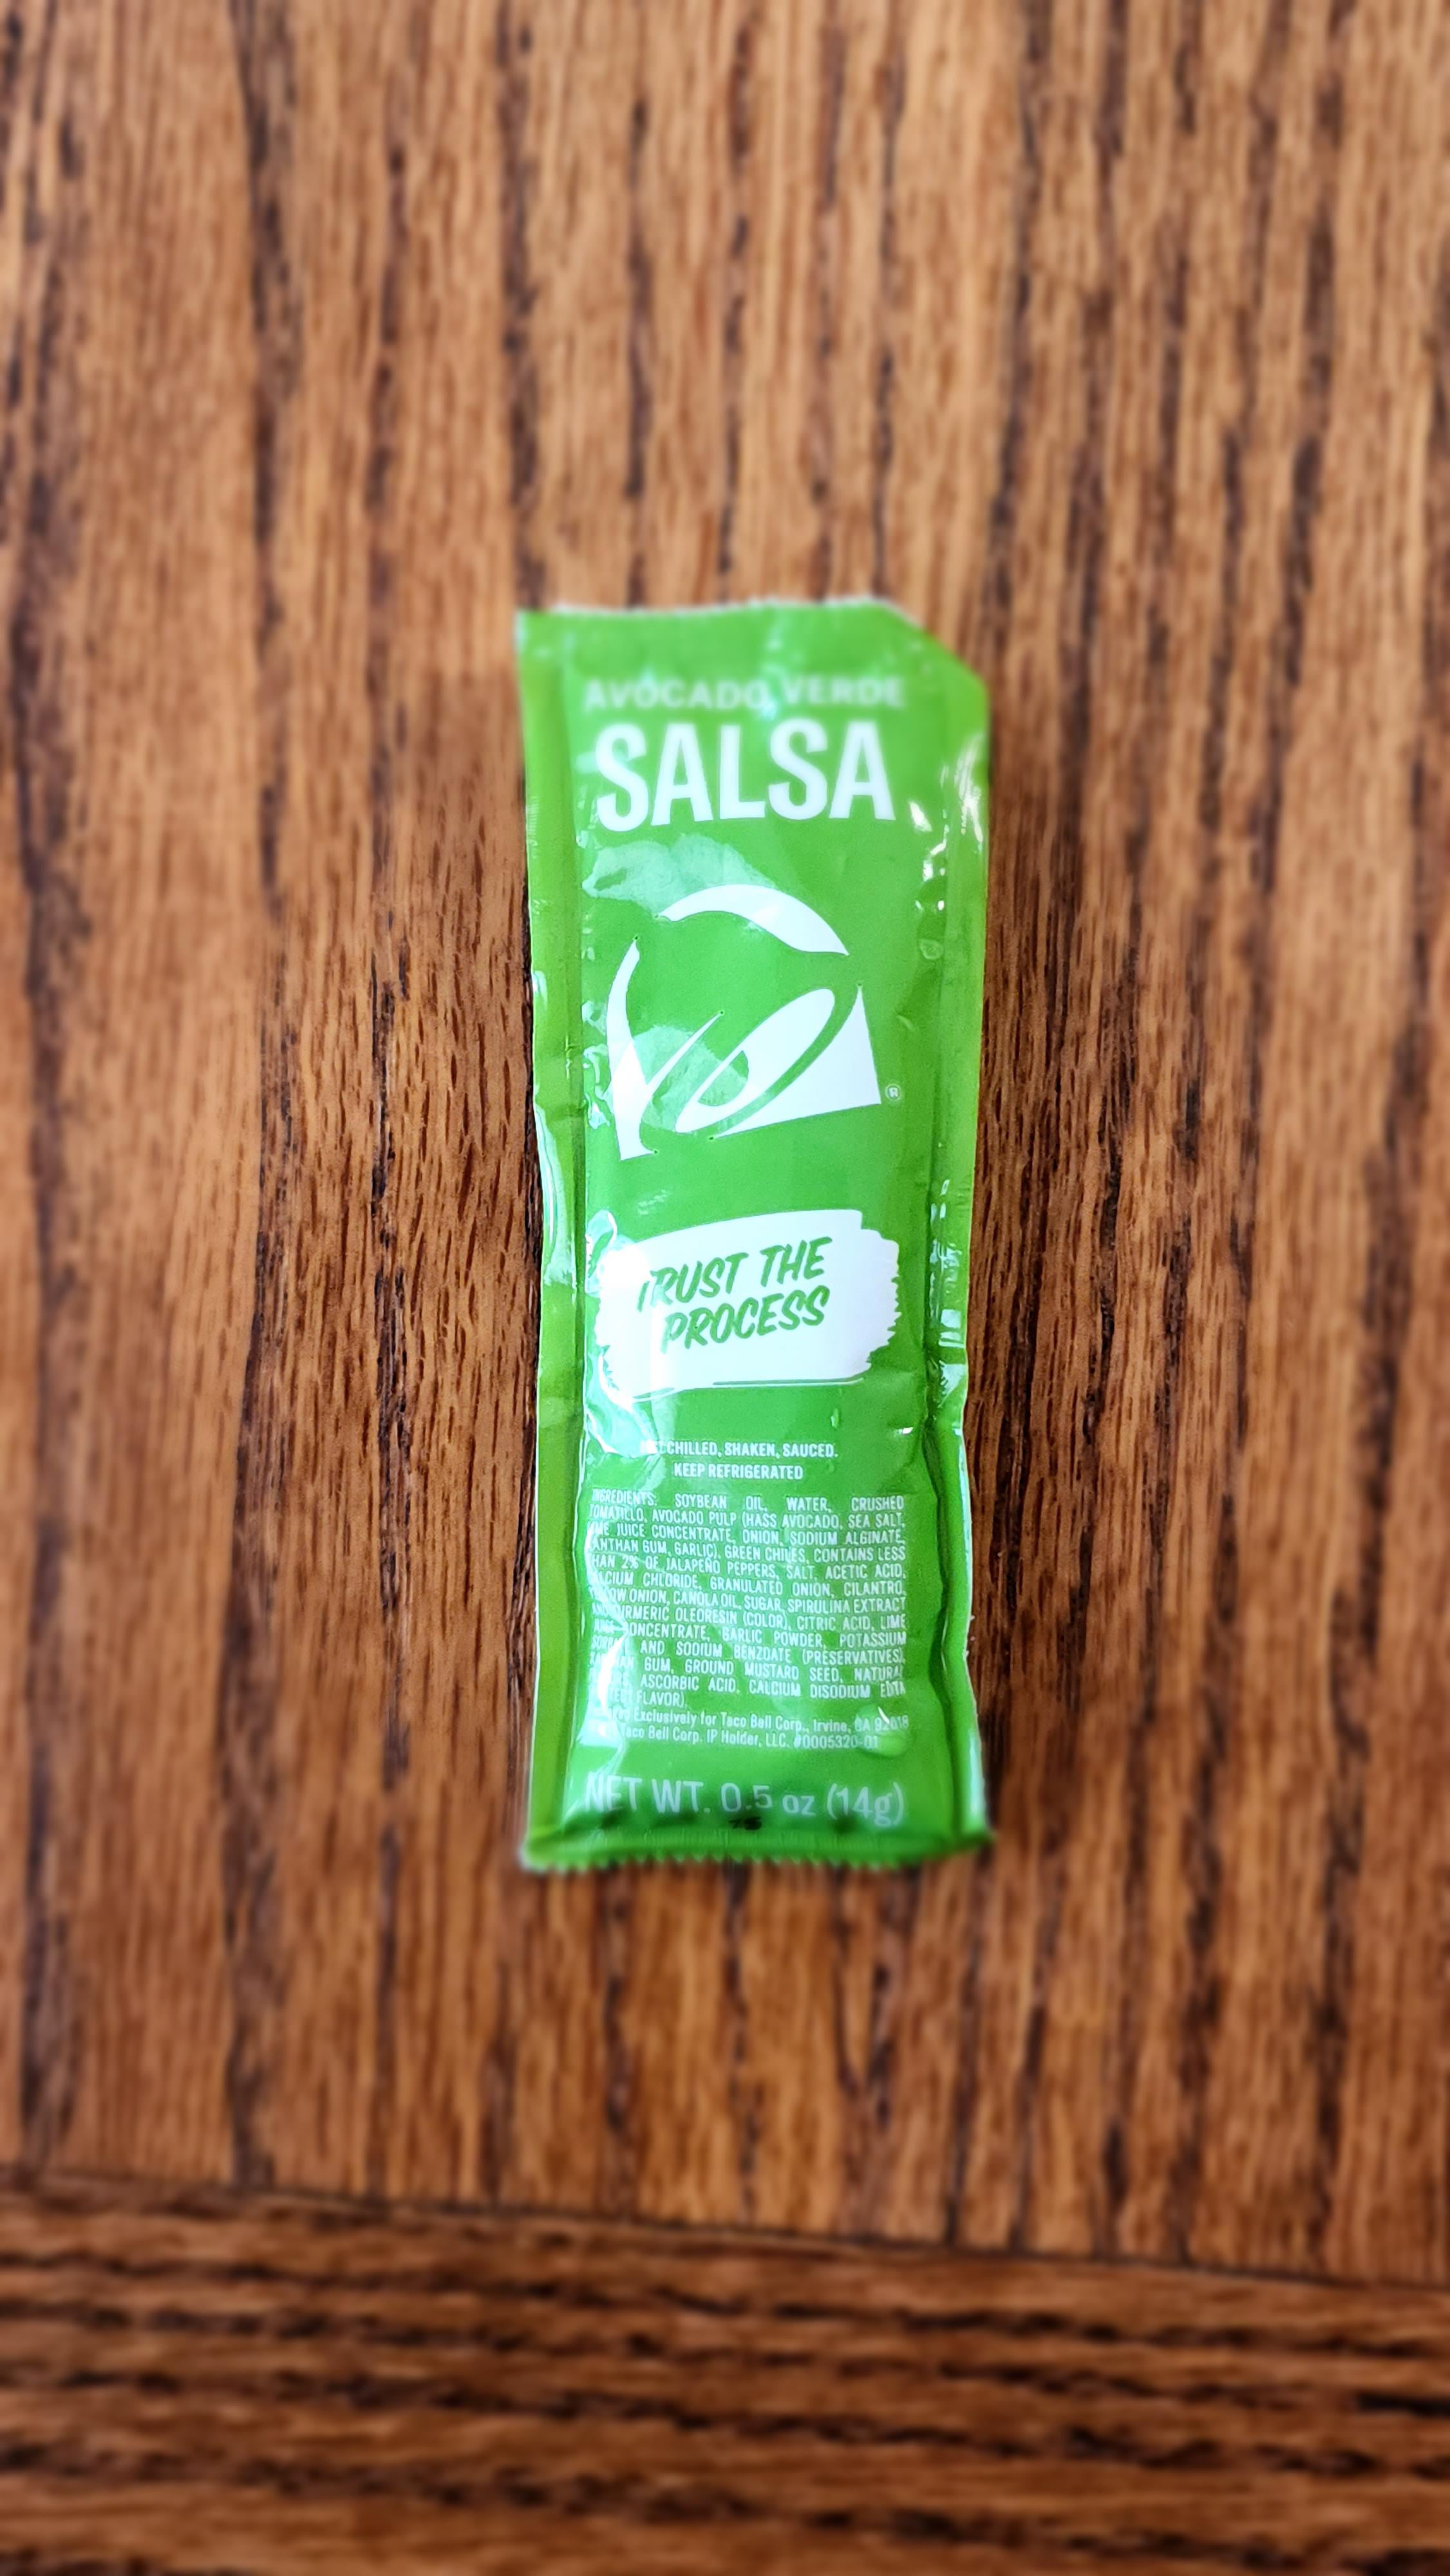 AVOCADO VERDE
SALSA
®
TRUST THE
PROCESS
CHILLED, SHAKEN, SAUCED.
KEEP REFRIGERATED
INGREDIENTS: SOYBEAN OIL, WATER, CRUSHED
TOMATILLO, AVOCADO PULP (HASS AVOCADO, SEA SALT,
JUICE CONCENTRATE, ONION, SODIUM ALGINATE,
GUM, GARLIC), GREEN CHILES, CONTAINS LESS
2% OF JALAPEÑO PEPPERS, SALT, ACETIC ACID,
CHLORIDE, GRANULATED ONION, CILANTRO,
ONION, CANOLA OIL, SUGAR, SPIRULINA EXTRACT
AND TURMERIC OLEORESIN (COLOR), CITRIC ACID, LIME
CONCENTRATE, GARLIC POWDER, POTASSIUM
AND SODIUM BENZOATE (PRESERVATIVES),
GUM, GROUND MUSTARD SEED, NATURAL
ASCORBIC ACID, CALCIUM DISODIUM EDTA
FLAVOR).
Exclusively for Taco Bell Corp., Irvine, CA 92618
Taco Bell Corp. IP Holder, LLC. #0005320-01
NET WT. 0.5 oz (14g)